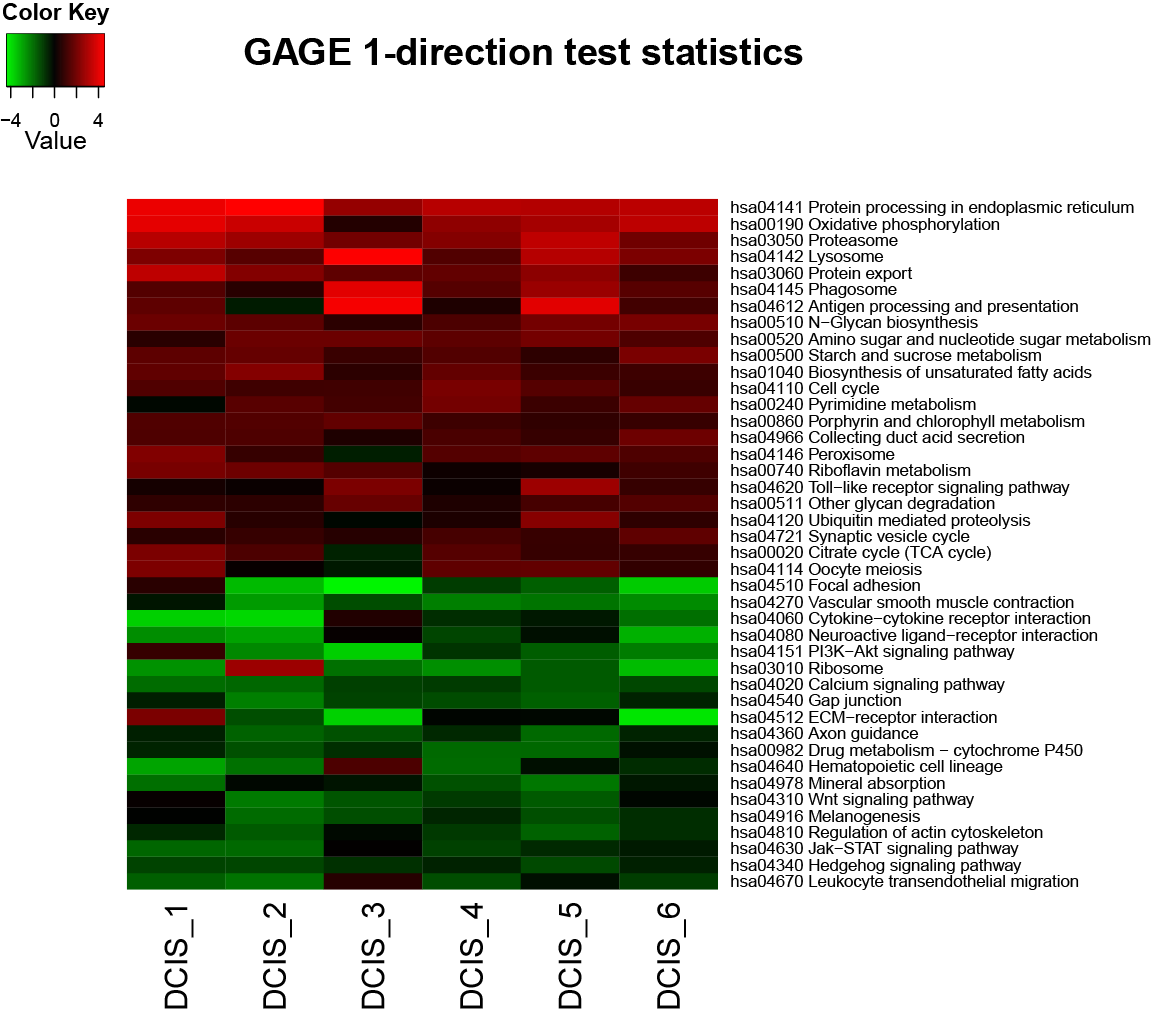 Color Key
GAGE 1-direction test statistics
−4 0 4
Value
hsa04141 Protein processing in endoplasmic reticulum
hsa00190 Oxidative phosphorylation
hsa03050 Proteasome
hsa04142 Lysosome
hsa03060 Protein export
hsa04145 Phagosome
hsa04612 Antigen processing and presentation
hsa00510 N−Glycan biosynthesis
hsa00520 Amino sugar and nucleotide sugar metabolism
hsa00500 Starch and sucrose metabolism
hsa01040 Biosynthesis of unsaturated fatty acids
hsa04110 Cell cycle
hsa00240 Pyrimidine metabolism
hsa00860 Porphyrin and chlorophyll metabolism
hsa04966 Collecting duct acid secretion
hsa04146 Peroxisome
hsa00740 Riboflavin metabolism
hsa04620 Toll−like receptor signaling pathway
hsa00511 Other glycan degradation
hsa04120 Ubiquitin mediated proteolysis
hsa04721 Synaptic vesicle cycle
hsa00020 Citrate cycle (TCA cycle)
hsa04114 Oocyte meiosis
hsa04510 Focal adhesion
hsa04270 Vascular smooth muscle contraction
hsa04060 Cytokine−cytokine receptor interaction
hsa04080 Neuroactive ligand−receptor interaction
hsa04151 PI3K−Akt signaling pathway
hsa03010 Ribosome
hsa04020 Calcium signaling pathway
hsa04540 Gap junction
hsa04512 ECM−receptor interaction
hsa04360 Axon guidance
hsa00982 Drug metabolism − cytochrome P450
hsa04640 Hematopoietic cell lineage
hsa04978 Mineral absorption
hsa04310 Wnt signaling pathway
hsa04916 Melanogenesis
hsa04810 Regulation of actin cytoskeleton
hsa04630 Jak−STAT signaling pathway
hsa04340 Hedgehog signaling pathway
hsa04670 Leukocyte transendothelial migration
DCIS_1
DCIS_2
DCIS_3
DCIS_4
DCIS_5
DCIS_6